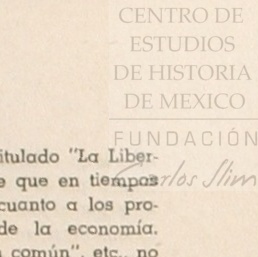 CENTRO DE
ESTUDIOS
DE HISTORIA
DE MEXICO
FUNDACIÓN
Carlos Slim
itulado "La Liber-
e que en tiempos
cuanto a los pro-
de la economía.
común", etc., no